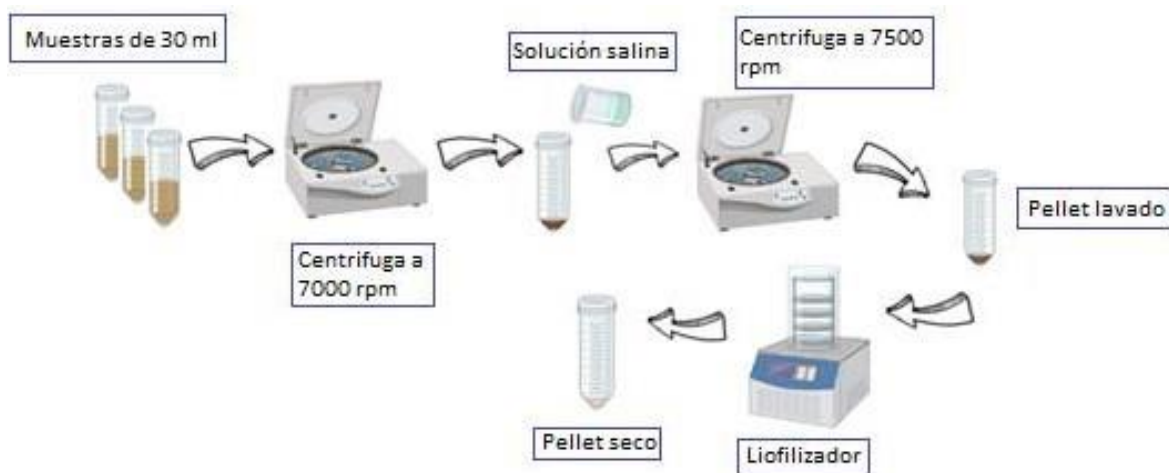 Muestras de 30 ml
Centrifuga a
7000 rpm
Solución salina
Centrifuga a 7500
rpm
Pellet lavado
Liofilizador
Pellet seco